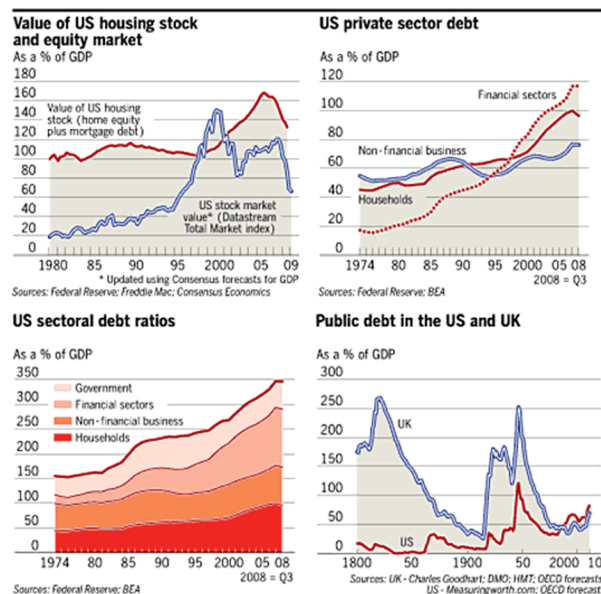 Value of US housing stock
and equity market
As a % of GDP
180
160
140
120
100
80
60
40
20
0
Value of US housing
stock (home equity
plus mortgage debt)
US stock market
value* (Datastream
Total Market index)
1980 85 90 95 2000 05 09
* Updated using Consensus forecasts for GDP
Sources: Federal Reserve; Freddie Mac; Consensus Economics
US private sector debt
As a % of GDP
120
100
80
60
40
20
0
Financial sectors
Non-financial business
Households
1974 80 85 90 95 2000 05 08
2008 = Q3
Sources: Federal Reserve; BEA
US sectoral debt ratios
As a % of GDP
350
300
250
200
150
100
50
0
Government
Financial sectors
Non-financial business
Households
1974 80 85 90 95 2000 05 08
2008 = Q3
Sources: Federal Reserve; BEA
Public debt in the US and UK
As a % of GDP
300
250
200
150
100
50
0
UK
US
1800 50 1900 50 2000 10
Sources: UK - Charles Goodhart; DMO; HMT; OECD forecasts
US - Measuringworth.com; OECD forecast